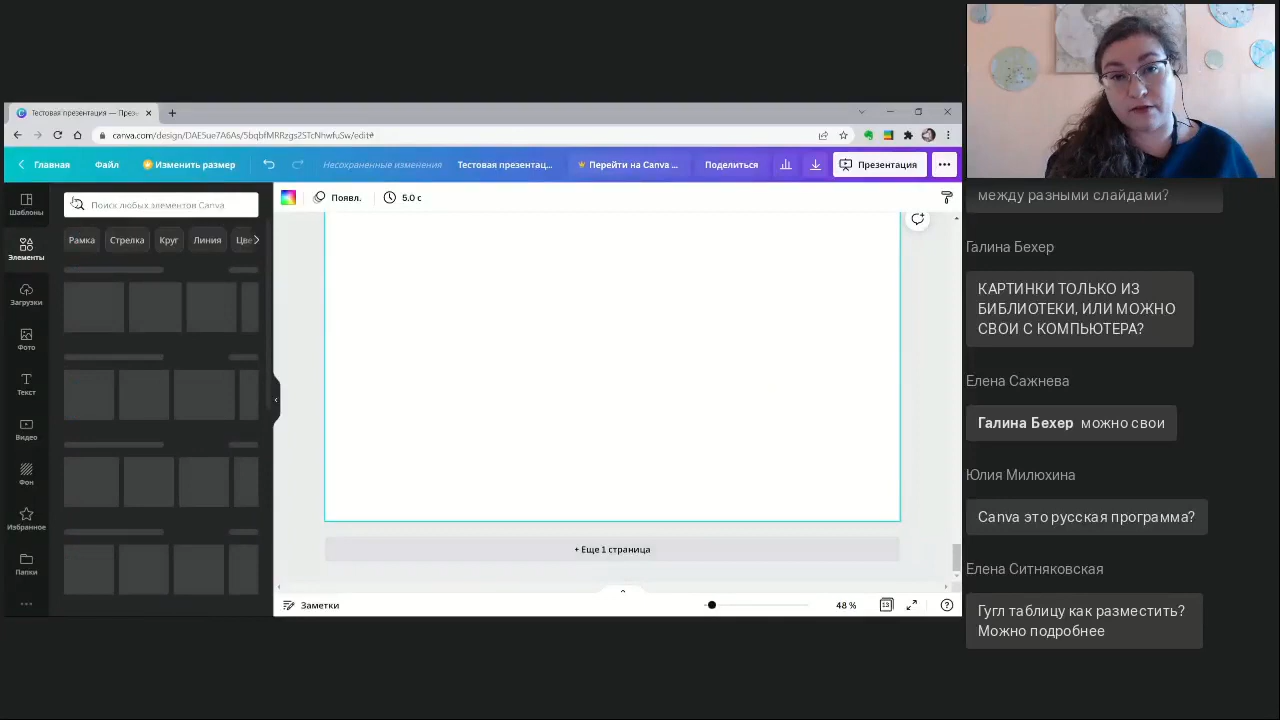 Тестовая презентация — През
canva.com/design/DAE5ue7A6As/5bqbfMRRzgs2STcNhwfuSw/edit#
Главная
Файл
Изменить размер
Несохраненные изменения
Тестовая презентац...
Перейти на Canva ...
Поделиться
Презентация
Шаблоны
Элементы
Загрузки
Фото
Текст
Видео
Фон
Избранное
Папки
Поиск любых элементов Canva
Рамка
Стрелка
Круг
Линия
Цве
Появл.
5.0 с
+ Еще 1 страница
Заметки
48 %
13
между разными слайдами?
Галина Бехер
КАРТИНКИ ТОЛЬКО ИЗ
БИБЛИОТЕКИ, ИЛИ МОЖНО
СВОИ С КОМПЬЮТЕРА?
Елена Сажнева
Галина Бехер можно свои
Юлия Милюхина
Canva это русская программа?
Елена Ситняковская
Гугл таблицу как разместить?
Можно подробнее